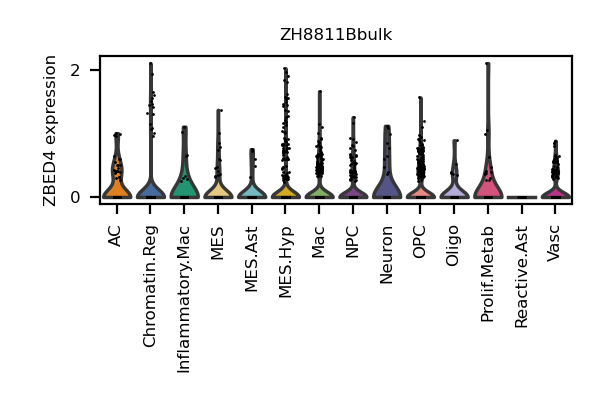 ZH8811Bbulk
ZBED4 expression
2
0
AC
Chromatin.Reg
Inflammatory.Mac
MES
MES.Ast
MES.Hyp
Mac
NPC
Neuron
OPC
Oligo
Prolif.Metab
Reactive.Ast
Vasc